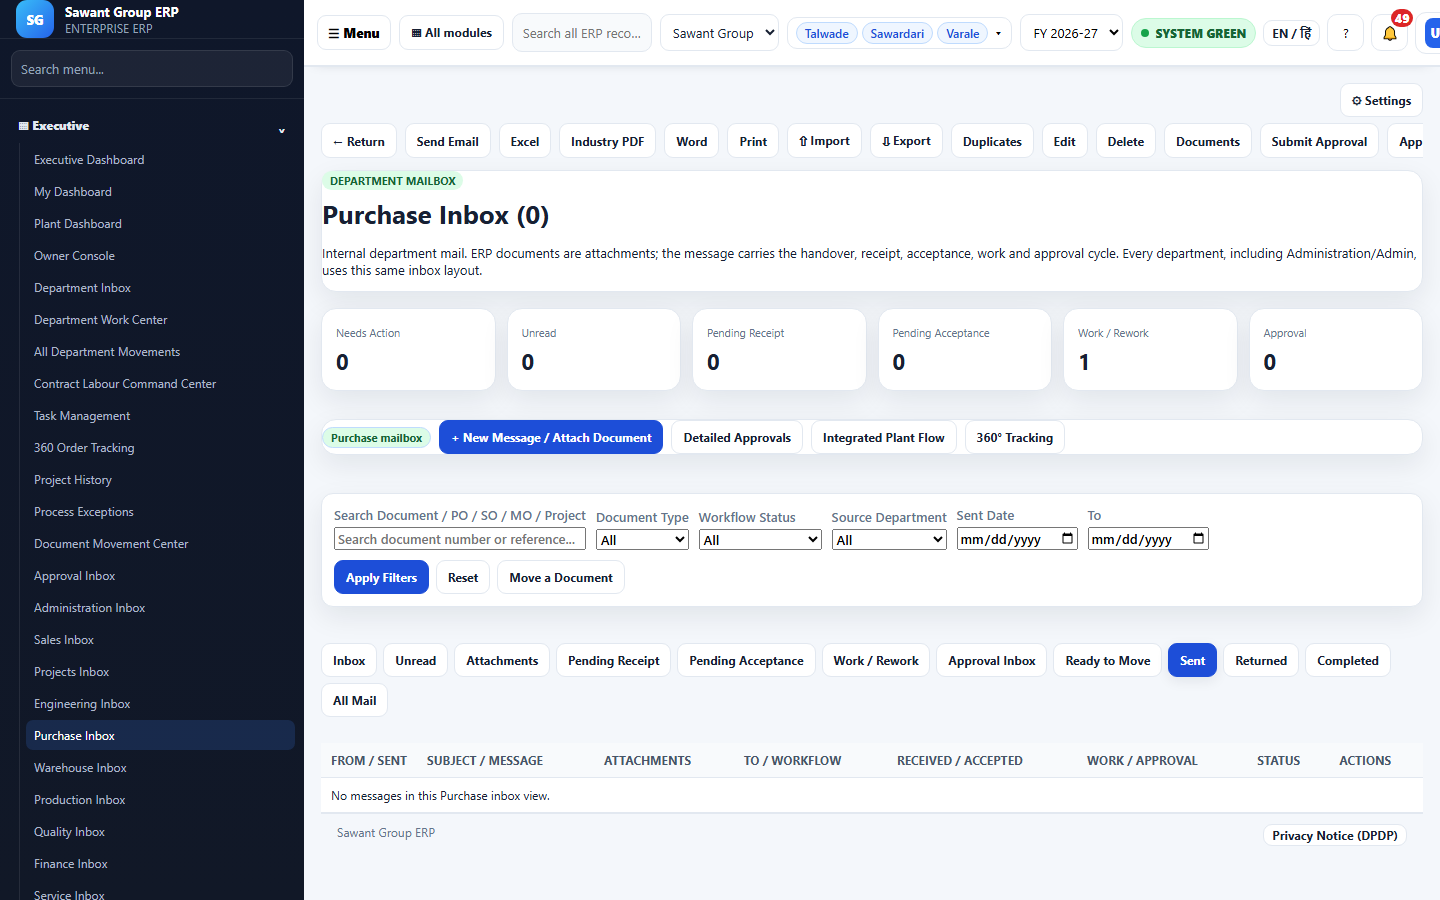 SG
Sawant Group ERP
ENTERPRISE ERP
Search menu...
Executive
Executive Dashboard
My Dashboard
Plant Dashboard
Owner Console
Department Inbox
Department Work Center
All Department Movements
Contract Labour Command Center
Task Management
360 Order Tracking
Project History
Process Exceptions
Document Movement Center
Approval Inbox
Administration Inbox
Sales Inbox
Projects Inbox
Engineering Inbox
Purchase Inbox
Warehouse Inbox
Production Inbox
Quality Inbox
Finance Inbox
Service Inbox
☰ Menu
All modules
Search all ERP reco...
Sawant Group
Talwade
Sawardari
Varale
FY 2026-27
SYSTEM GREEN
EN / हिं
?
49
U
⚙ Settings
← Return
Send Email
Excel
Industry PDF
Word
Print
⇧ Import
⇩ Export
Duplicates
Edit
Delete
Documents
Submit Approval
App
DEPARTMENT MAILBOX
Purchase Inbox (0)
Internal department mail. ERP documents are attachments; the message carries the handover, receipt, acceptance, work and approval cycle. Every department, including Administration/Admin,
uses this same inbox layout.
Needs Action
0
Unread
0
Pending Receipt
0
Pending Acceptance
0
Work / Rework
1
Approval
0
Purchase mailbox
+ New Message / Attach Document
Detailed Approvals
Integrated Plant Flow
360° Tracking
Search Document / PO / SO / MO / Project
Search document number or reference...
Document Type
All
Workflow Status
All
Source Department
All
Sent Date
mm/dd/yyyy
To
mm/dd/yyyy
Apply Filters
Reset
Move a Document
Inbox
Unread
Attachments
Pending Receipt
Pending Acceptance
Work / Rework
Approval Inbox
Ready to Move
Sent
Returned
Completed
All Mail
FROM / SENT
SUBJECT / MESSAGE
ATTACHMENTS
TO / WORKFLOW
RECEIVED / ACCEPTED
WORK / APPROVAL
STATUS
ACTIONS
No messages in this Purchase inbox view.
Sawant Group ERP
Privacy Notice (DPDP)